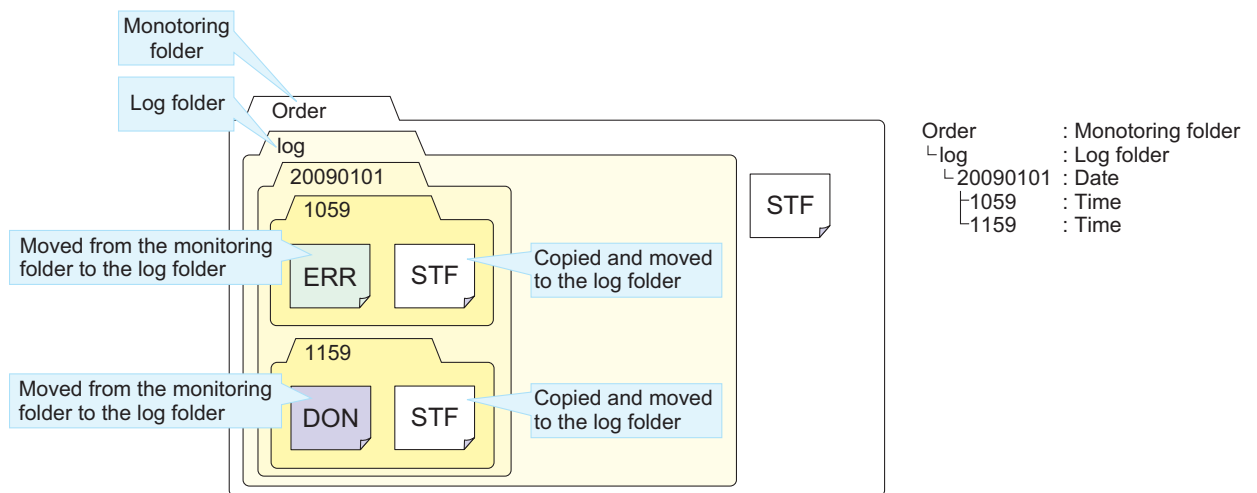 Monotoring
folder
Log folder
Order
log
20090101
1059
Moved from the monitoring
folder to the log folder
ERR
STF
Copied and moved
to the log folder
1159
Moved from the monitoring
folder to the log folder
DON
STF
Copied and moved
to the log folder
STF
Order : Monotoring folder
log : Log folder
20090101 : Date
1059 : Time
1159 : Time